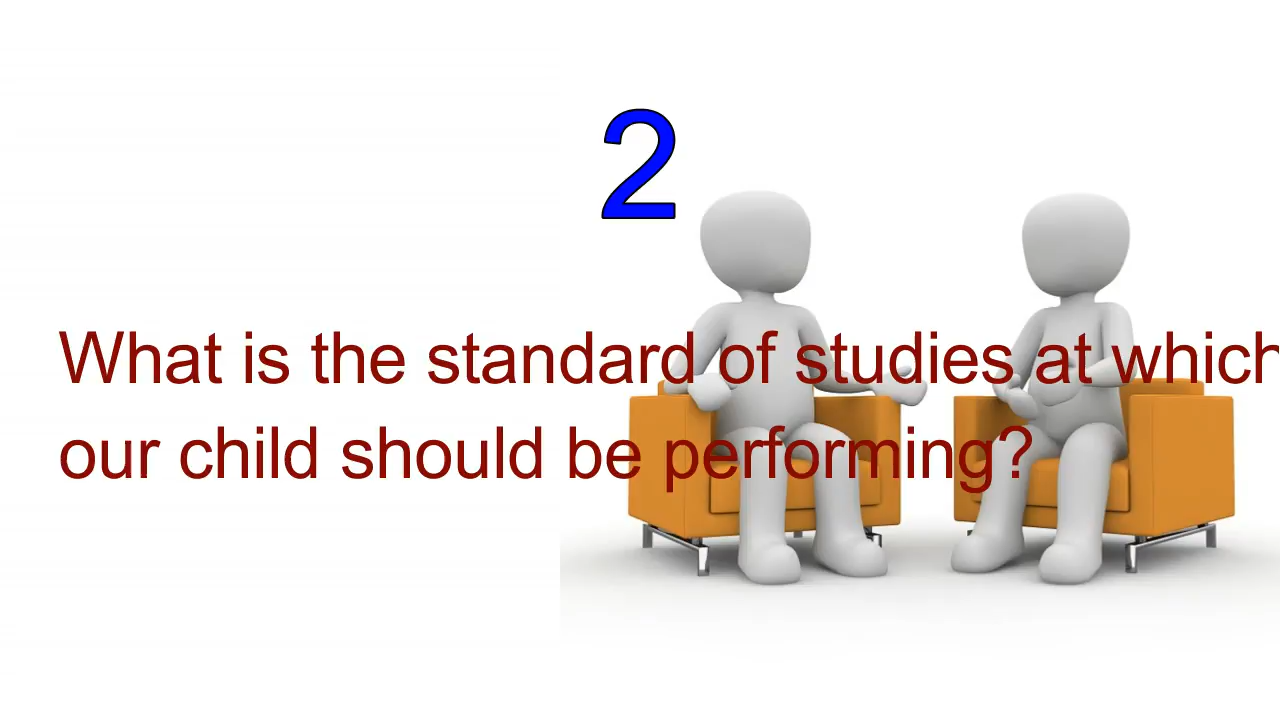 2
What is the standard of studies at which
our child should be performing?